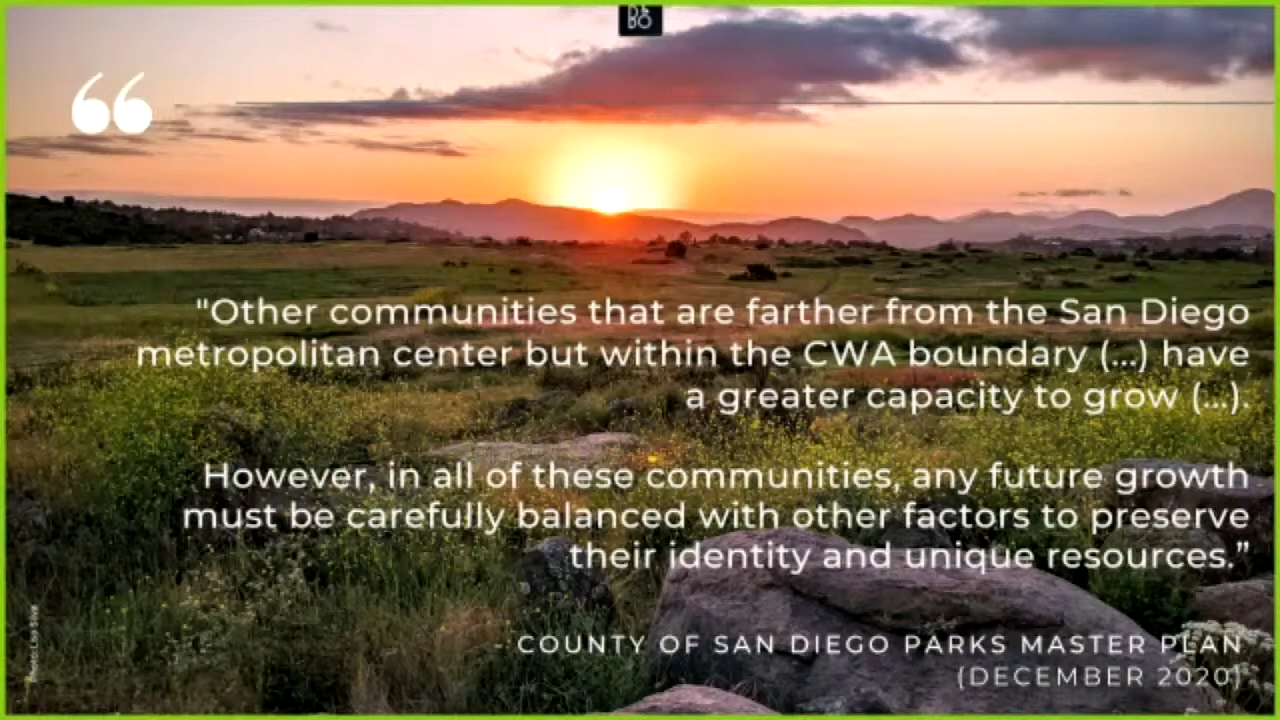 “
"Other communities that are farther from the San Diego
metropolitan center but within the CWA boundary (...) have
a greater capacity to grow (...).
However, in all of these communities, any future growth
must be carefully balanced with other factors to preserve
their identity and unique resources.”
- COUNTY OF SAN DIEGO PARKS MASTER PLAN
(DECEMBER 2020)